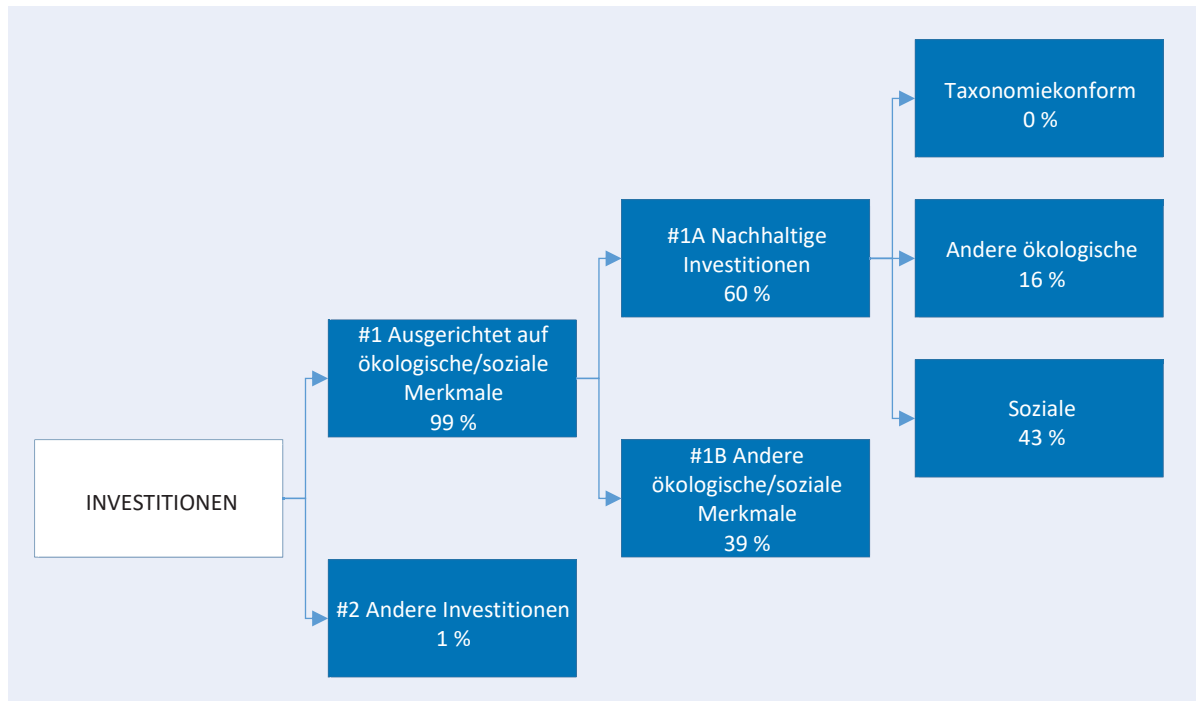 INVESTITIONEN
#1 Ausgerichtet auf
ökologische/soziale
Merkmale
99 %
#2 Andere Investitionen
1 %
#1A Nachhaltige
Investitionen
60 %
#1B Andere
ökologische/soziale
Merkmale
39 %
Taxonomiekonform
0 %
Andere ökologische
16 %
Soziale
43 %